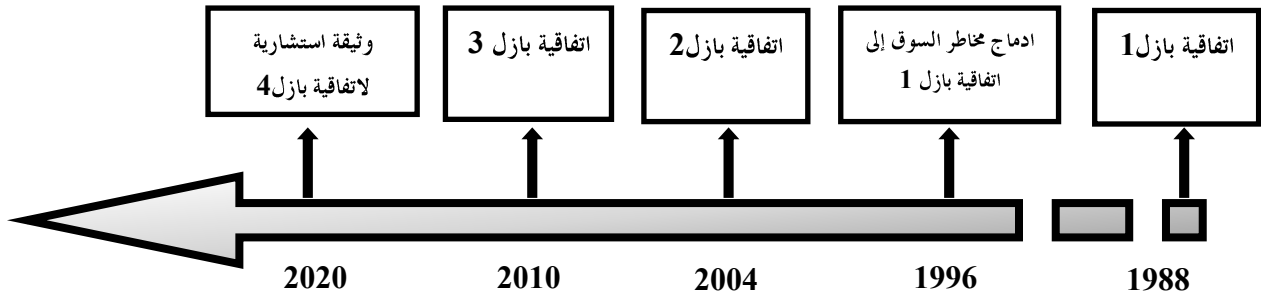 اتفاقية بازل1
ادماج مخاطر السوق إلى
اتفاقية بازل 1
اتفاقية بازل2
اتفاقية بازل 3
وثيقة استشارية
لاتفاقية بازل4
1988
1996
2004
2010
2020